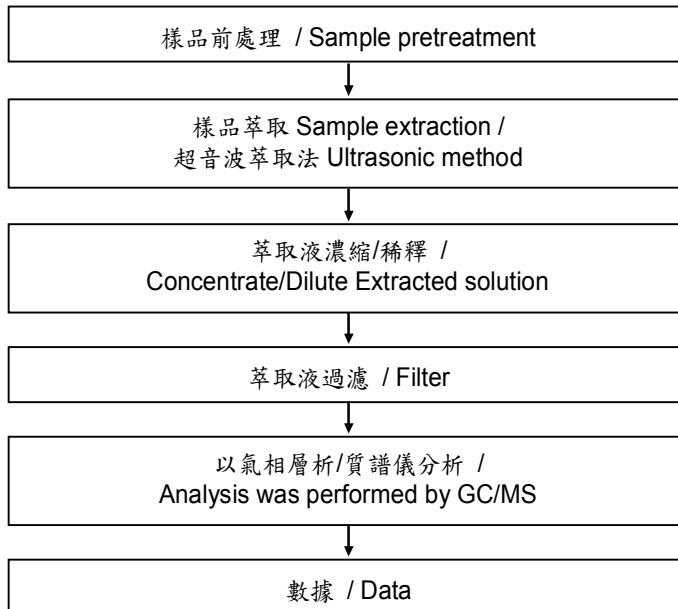 樣品前處理 / Sample pretreatment
樣品萃取 Sample extraction /
超音波萃取法 Ultrasonic method
萃取液濃縮/稀釋 /
Concentrate/Dilute Extracted solution
萃取液過濾 / Filter
以氣相層析/質譜儀分析 /
Analysis was performed by GC/MS
數據 / Data